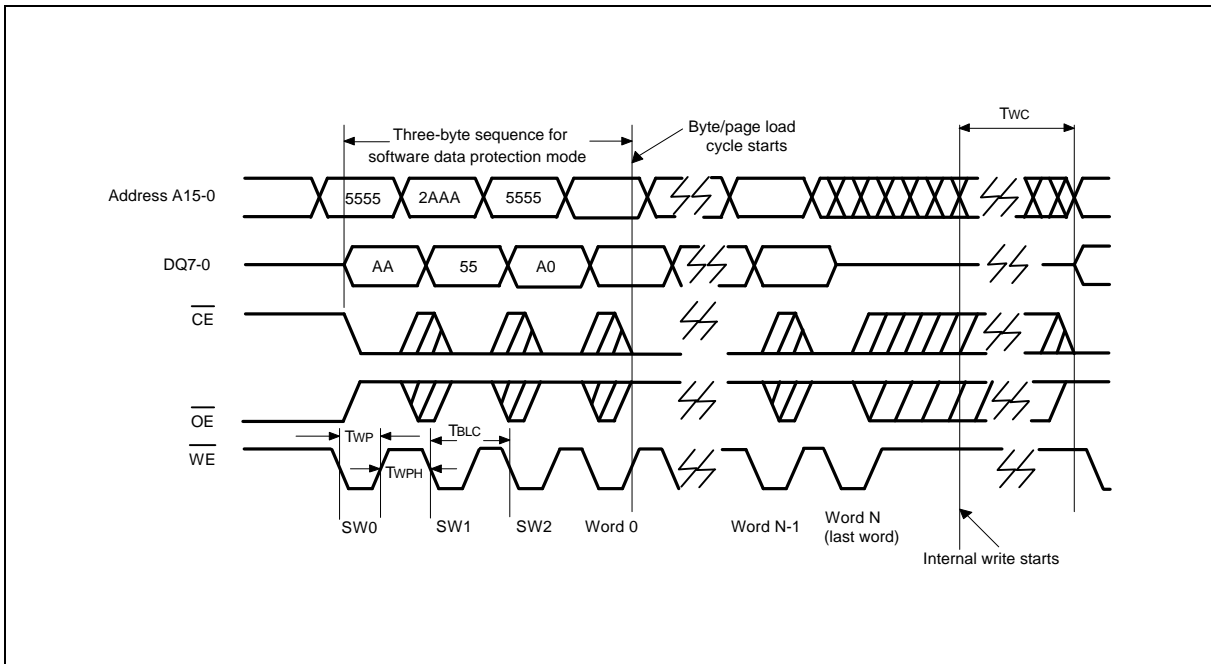 TWC
Three-byte sequence for
software data protection mode
Byte/page load
cycle starts
Address A15-0
5555
2AAA
5555
DQ7-0
AA
55
A0
CE
OE
TWP
TBLC
WE
TWPH
SW0
SW1
SW2
Word 0
Word N-1
Word N
(last word)
Internal write starts